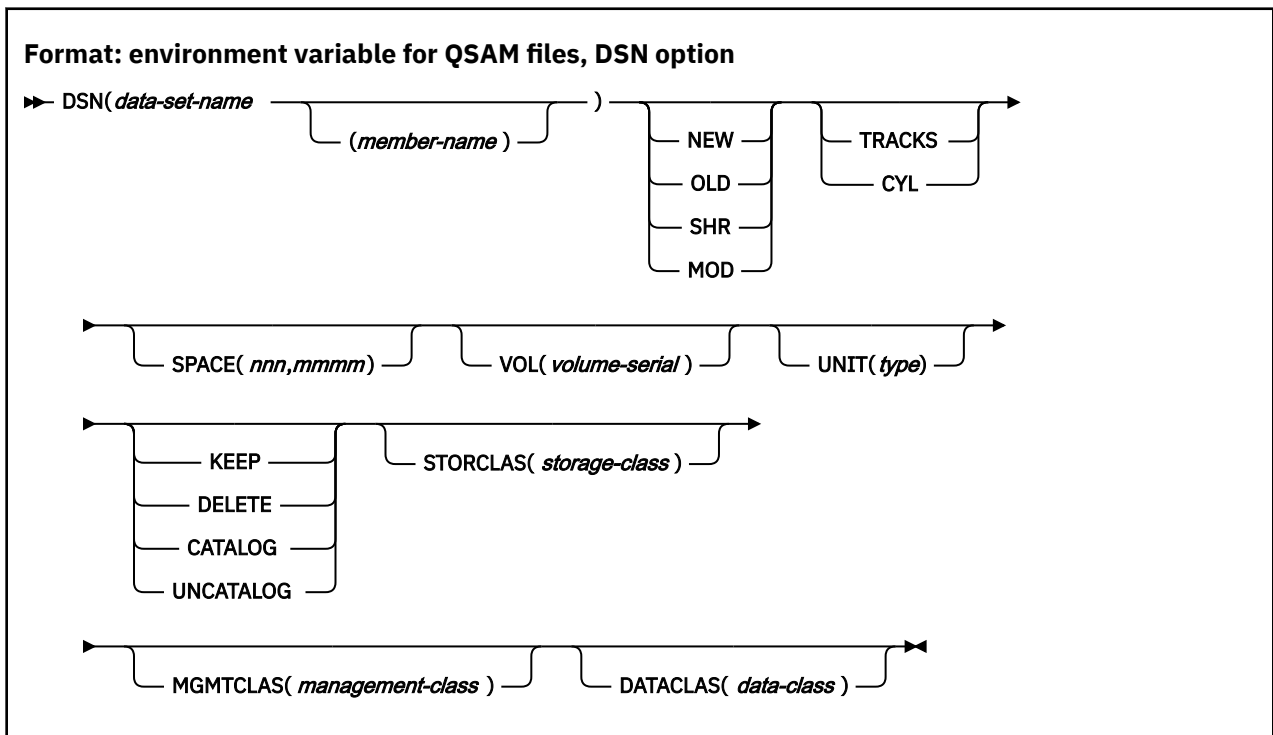 Format: environment variable for QSAM files, DSN option
DSN( data-set-name ( member-name ) )
NEW
OLD
SHR
MOD
TRACKS
CYL
SPACE( nnn,mmmm)
VOL( volume-serial )
UNIT( type)
KEEP
DELETE
CATALOG
UNCATALOG
STORCLAS( storage-class )
MGMTCLAS( management-class )
DATACLAS( data-class )